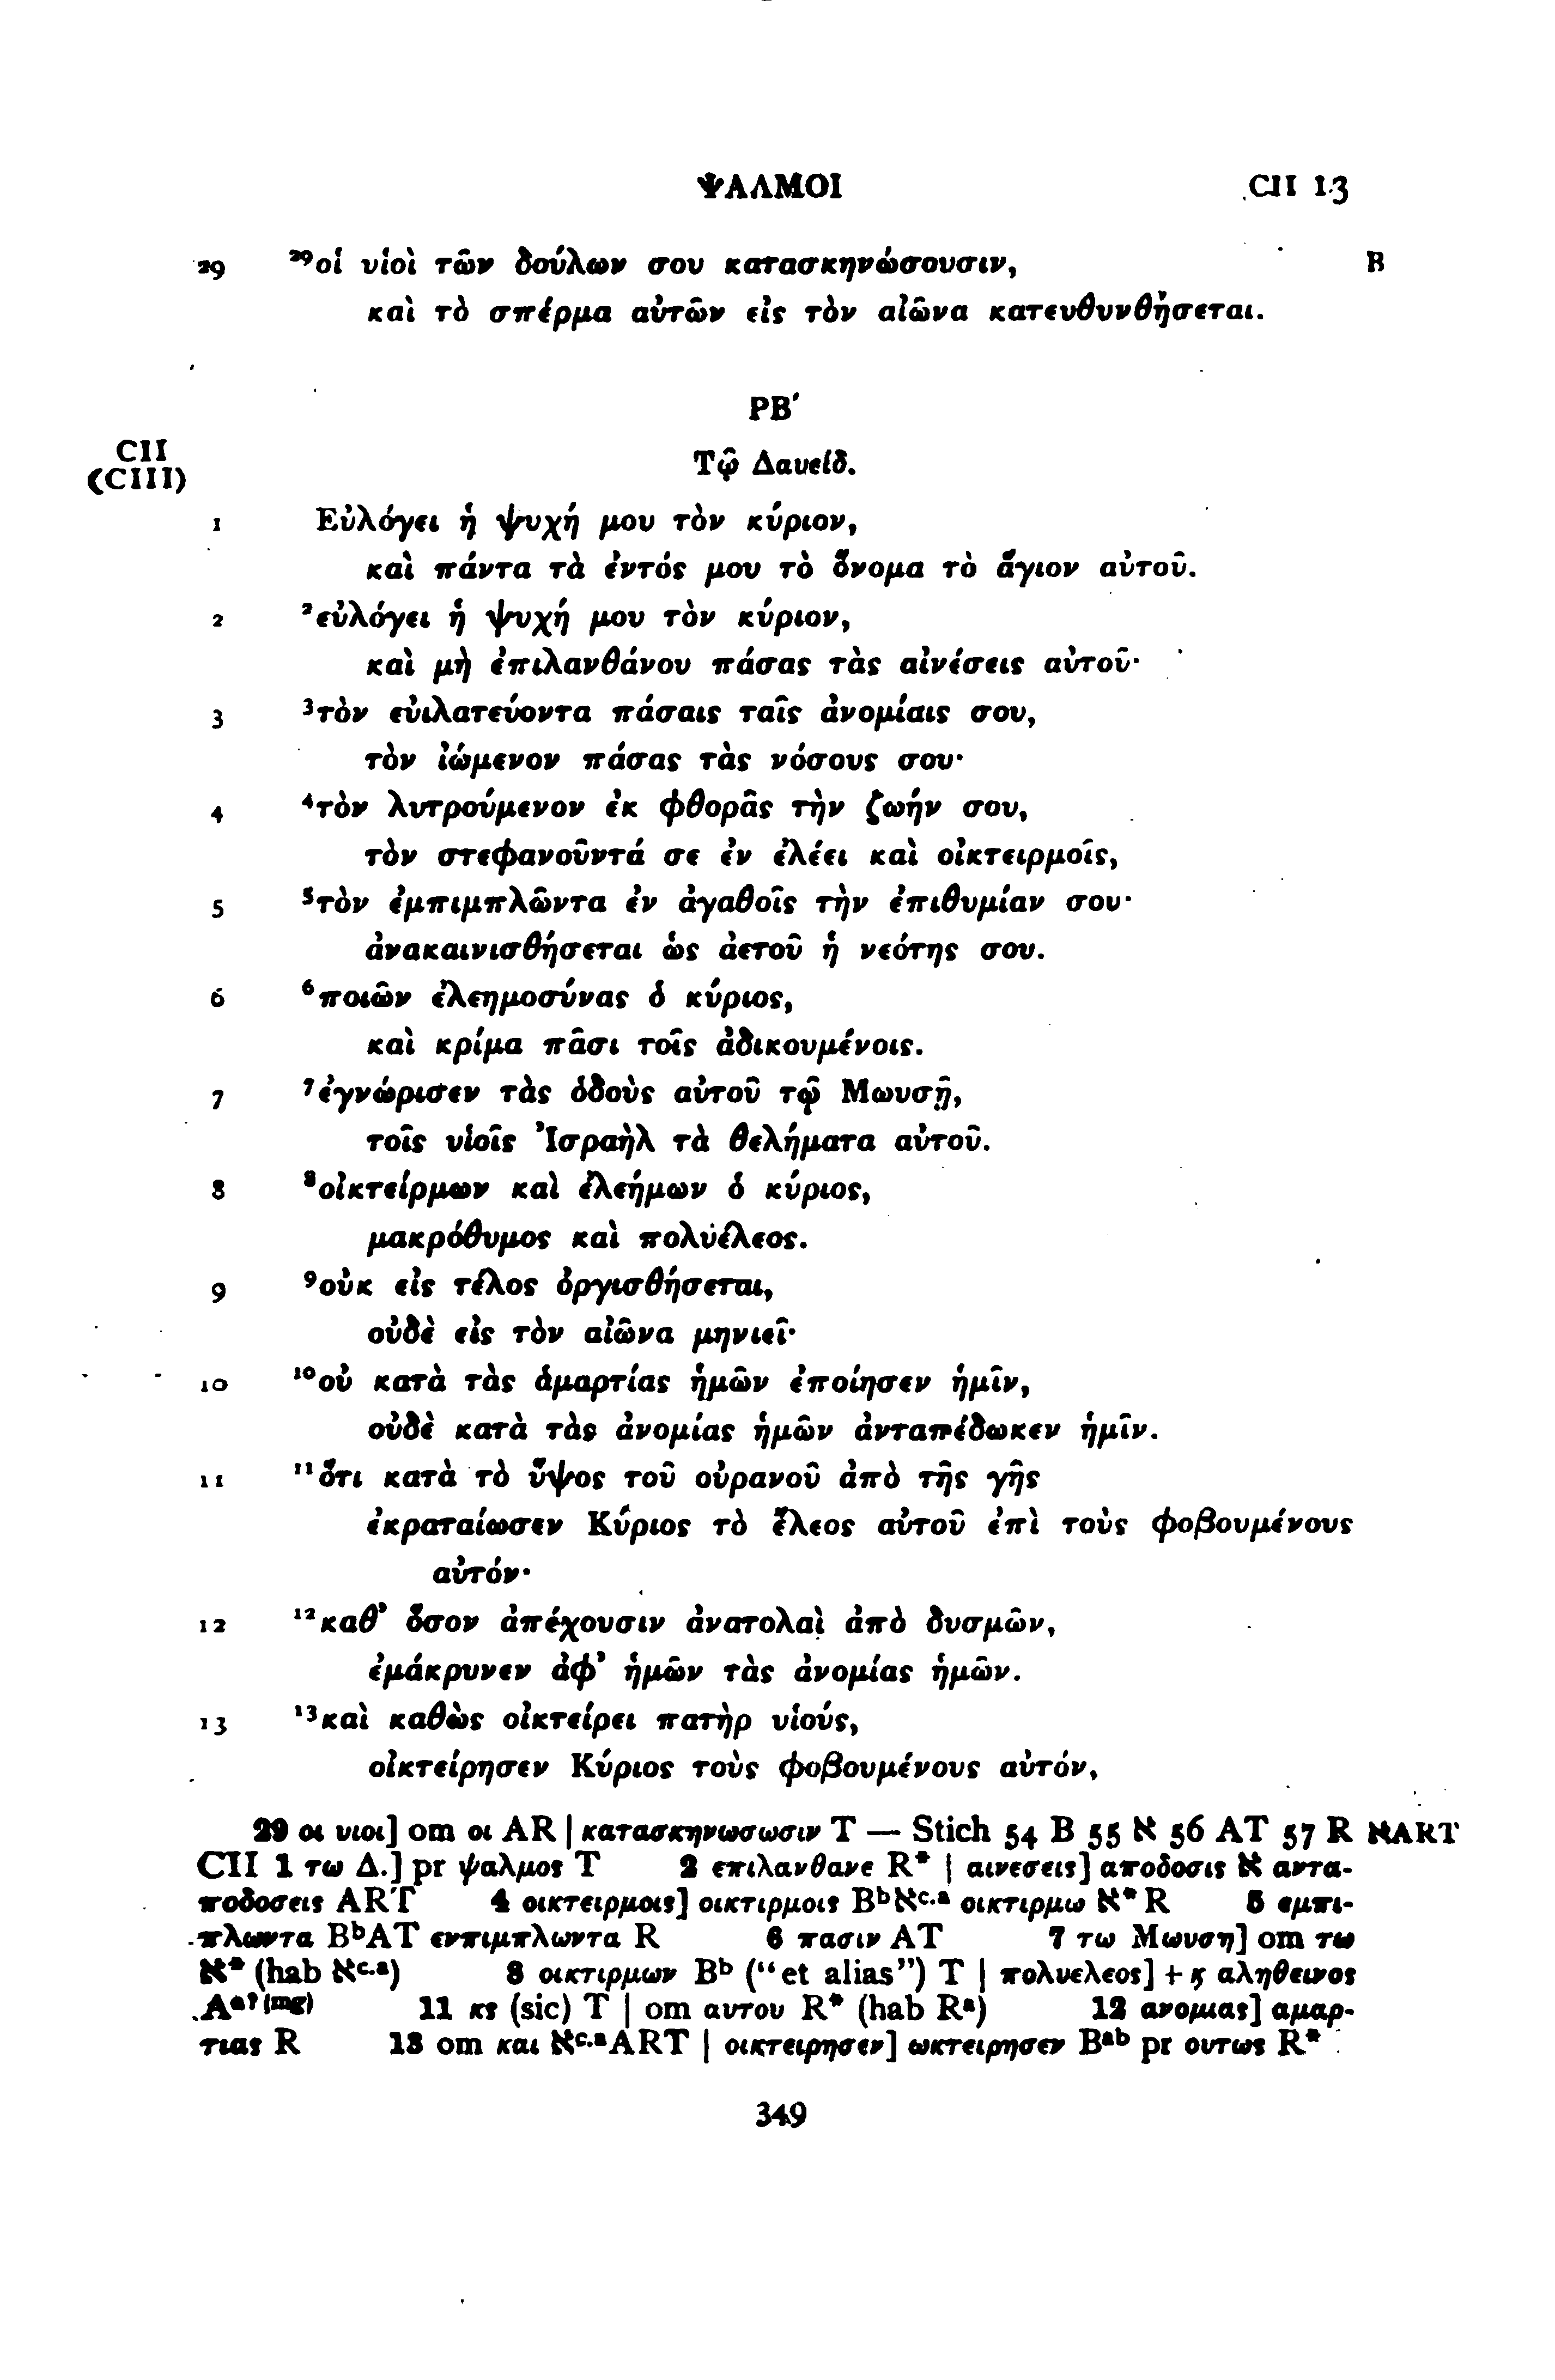 ΨΑΛΜΟΙ CII 13
29 ²⁹οἱ υἱοὶ τῶν δούλων σου κατασκηνώσουσιν, B
καὶ τὸ σπέρμα αὐτῶν εἰς τὸν αἰῶνα κατευθυνθήσεται.
ΡΒ′
CII
(CIII) Τῷ Δαυείδ.
1 Εὐλόγει ἡ ψυχή μου τὸν κύριον,
καὶ πάντα τὰ ἐντός μου τὸ ὄνομα τὸ ἅγιον αὐτοῦ.
2 ²εὐλόγει ἡ ψυχή μου τὸν κύριον,
καὶ μὴ ἐπιλανθάνου πάσας τὰς αἰνέσεις αὐτοῦ·
3 ³τὸν εὐιλατεύοντα πάσαις ταῖς ἀνομίαις σου,
τὸν ἰώμενον πάσας τὰς νόσους σου·
4 ⁴τὸν λυτρούμενον ἐκ φθορᾶς τὴν ζωήν σου,
τὸν στεφανοῦντά σε ἐν ἐλέει καὶ οἰκτειρμοῖς,
5 ⁵τὸν ἐμπιμπλῶντα ἐν ἀγαθοῖς τὴν ἐπιθυμίαν σου·
ἀνακαινισθήσεται ὡς ἀετοῦ ἡ νεότης σου.
6 ⁶ποιῶν ἐλεημοσύνας ὁ κύριος,
καὶ κρίμα πᾶσι τοῖς ἀδικουμένοις.
7 ⁷ἐγνώρισεν τὰς ὁδοὺς αὐτοῦ τῷ Μωυσῇ,
τοῖς υἱοῖς Ἰσραὴλ τὰ θελήματα αὐτοῦ.
8 ⁸οἰκτείρμων καὶ ἐλεήμων ὁ κύριος,
μακρόθυμος καὶ πολυέλεος.
9 ⁹οὐκ εἰς τέλος ὀργισθήσεται,
οὐδὲ εἰς τὸν αἰῶνα μηνιεῖ·
10 ¹⁰οὐ κατὰ τὰς ἁμαρτίας ἡμῶν ἐποίησεν ἡμῖν,
οὐδὲ κατὰ τὰς ἀνομίας ἡμῶν ἀνταπέδωκεν ἡμῖν.
11 ¹¹ὅτι κατὰ τὸ ὕψος τοῦ οὐρανοῦ ἀπὸ τῆς γῆς
ἐκραταίωσεν Κύριος τὸ ἔλεος αὐτοῦ ἐπὶ τοὺς φοβουμένους
αὐτόν·
12 ¹²καθ’ ὅσον ἀπέχουσιν ἀνατολαὶ ἀπὸ δυσμῶν,
ἐμάκρυνεν ἀφ’ ἡμῶν τὰς ἀνομίας ἡμῶν.
13 ¹³καὶ καθὼς οἰκτείρει πατὴρ υἱούς,
οἰκτείρησεν Κύριος τοὺς φοβουμένους αὐτόν,
29 οι υιοι] om οι AR | κατασκηνωσωσιν T — Stich 54 B 55 ℵ 56 AT 57 R ℵART
CII 1 τω Δ.] pr ψαλμος T 2 επιλανθανε R* | αινεσεις] αποδοσις ℵ αντα-
ποδοσεις ART 4 οικτειρμοις] οικτιρμοις Bᵇℵᶜ·ᵃ οικτιρμω ℵ* R 5 εμπι-
πλωντα BᵇAT ενπιμπλωντα R 6 πασιν AT 7 τω Μωυση] om τω
ℵ* (hab ℵᶜ·ᵃ) 8 οικτιρμων Bᵇ (“et alias”) T | πολυελεος] + ϗ αληθεινος
Aᵃ? ⁽ᵐᵍ⁾ 11 κς (sic) T | om αυτου R* (hab Rᵃ) 12 ανομιας] αμαρ-
τιας R 13 om και ℵᶜ·ᵃART | οικτειρησεν] ωκτειρησεν Bᵃᵇ pr ουτως R*
349